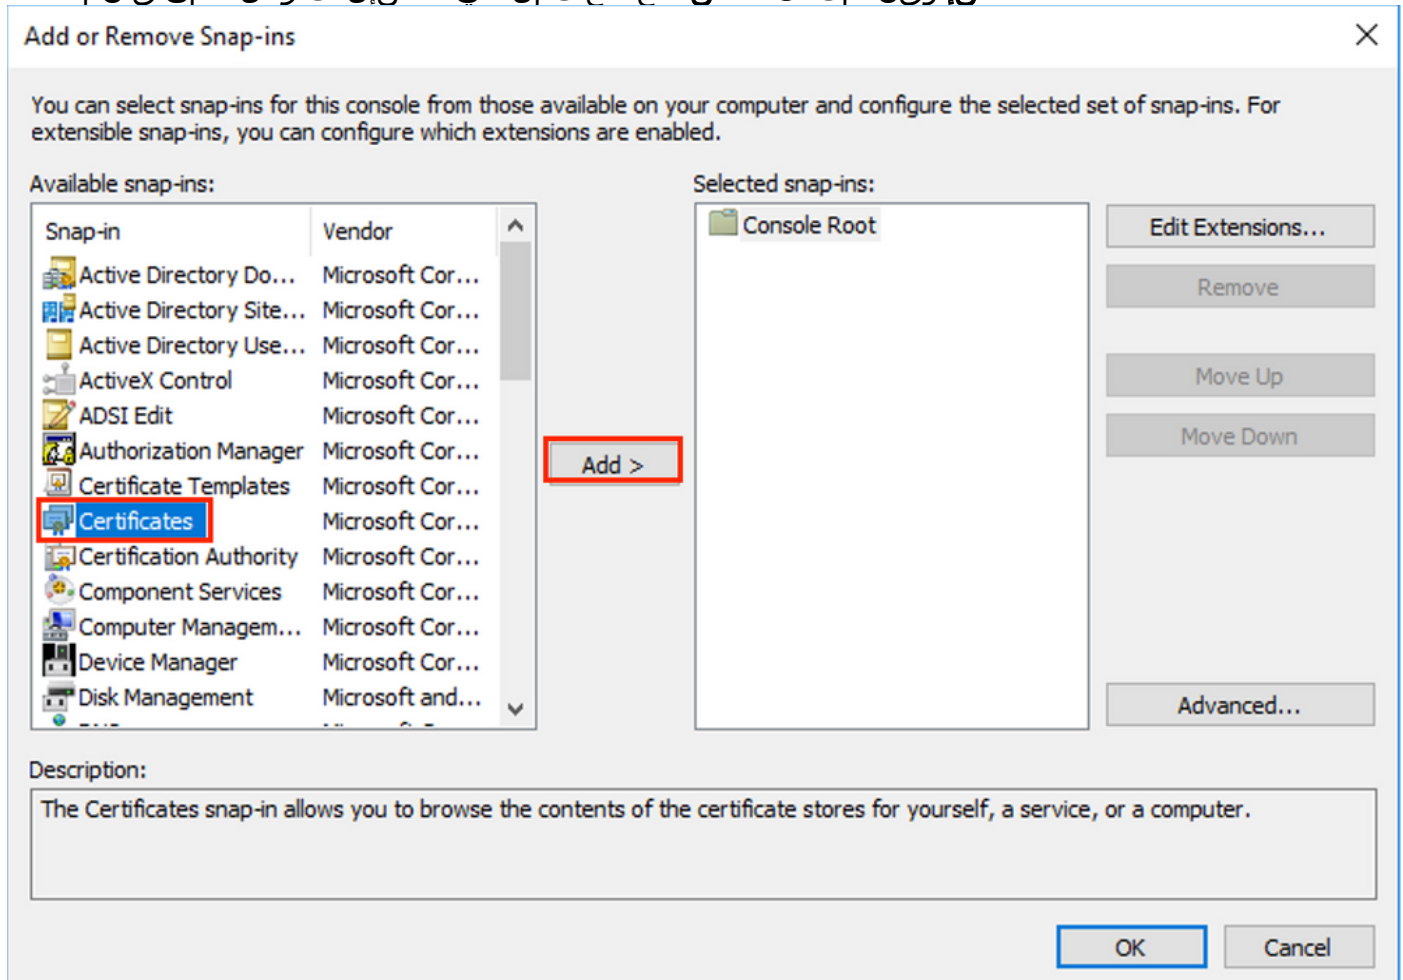 Add or Remove Snap-ins
You can select snap-ins for this console from those available on your computer and configure the selected set of snap-ins. For
extensible snap-ins, you can configure which extensions are enabled.
Available snap-ins:
Selected snap-ins:
Snap-in Vendor
Active Directory Do... Microsoft Cor...
Active Directory Site... Microsoft Cor...
Active Directory Use... Microsoft Cor...
ActiveX Control Microsoft Cor...
ADSI Edit Microsoft Cor...
Authorization Manager Microsoft Cor...
Certificate Templates Microsoft Cor...
Certificates Microsoft Cor...
Certification Authority Microsoft Cor...
Component Services Microsoft Cor...
Computer Managem... Microsoft Cor...
Device Manager Microsoft Cor...
Disk Management Microsoft and...
Add >
Console Root
Edit Extensions...
Remove
Move Up
Move Down
Advanced...
Description:
The Certificates snap-in allows you to browse the contents of the certificate stores for yourself, a service, or a computer.
OK
Cancel